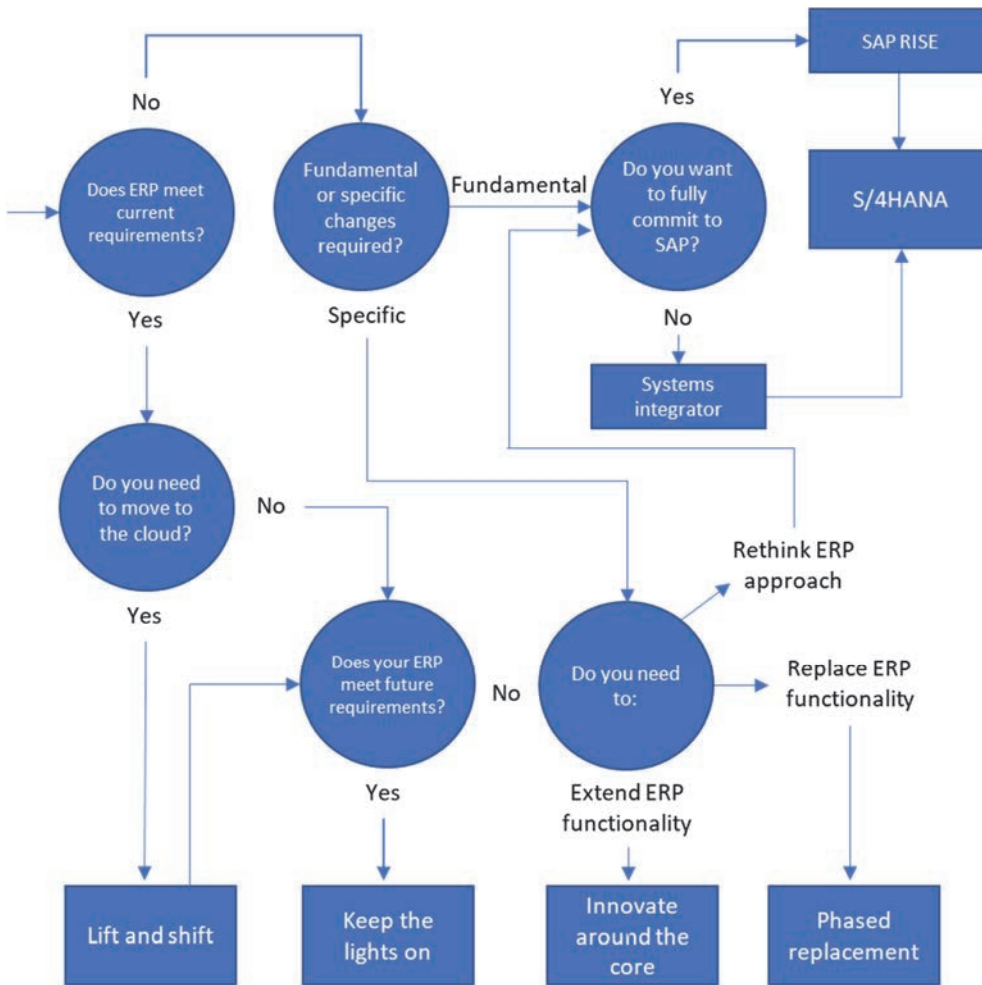 No
Yes
SAP RISE
Does ERP meet
current
requirements?
Fundamental
or specific
changes
required?
Fundamental
Do you want
to fully
commit to
SAP?
S/4HANA
Yes
Specific
No
Systems
integrator
Do you need
to move to
the cloud?
No
Rethink ERP
approach
Yes
Does your ERP
meet future
requirements?
No
Do you need
to:
Replace ERP
functionality
Yes
Extend ERP
functionality
Lift and shift
Keep the
lights on
Innovate
around the
core
Phased
replacement